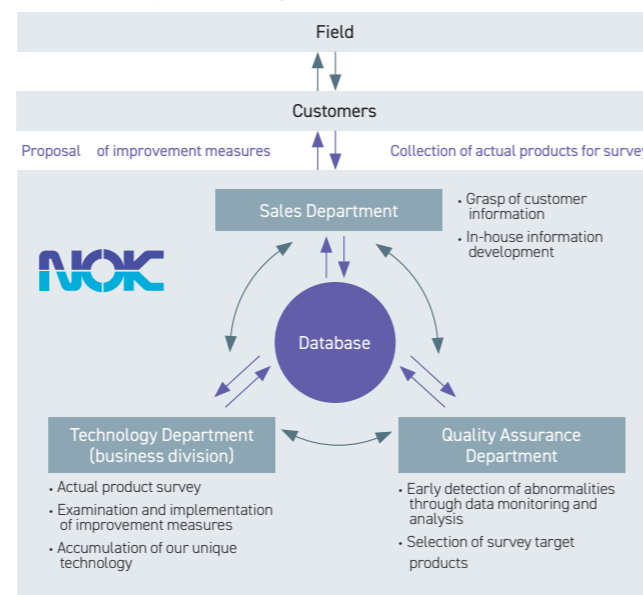 Field
Customers
Proposal of improvement measures
Collection of actual products for survey
Sales Department
・Grasp of customer
information
・In-house information
development
NOK
Database
Technology Department
(business division)
Quality Assurance
Department
・Actual product survey
・Examination and implementation
of improvement measures
・Accumulation of our unique
technology
・Early detection of abnormalities
through data monitoring and
analysis
・Selection of survey target
products